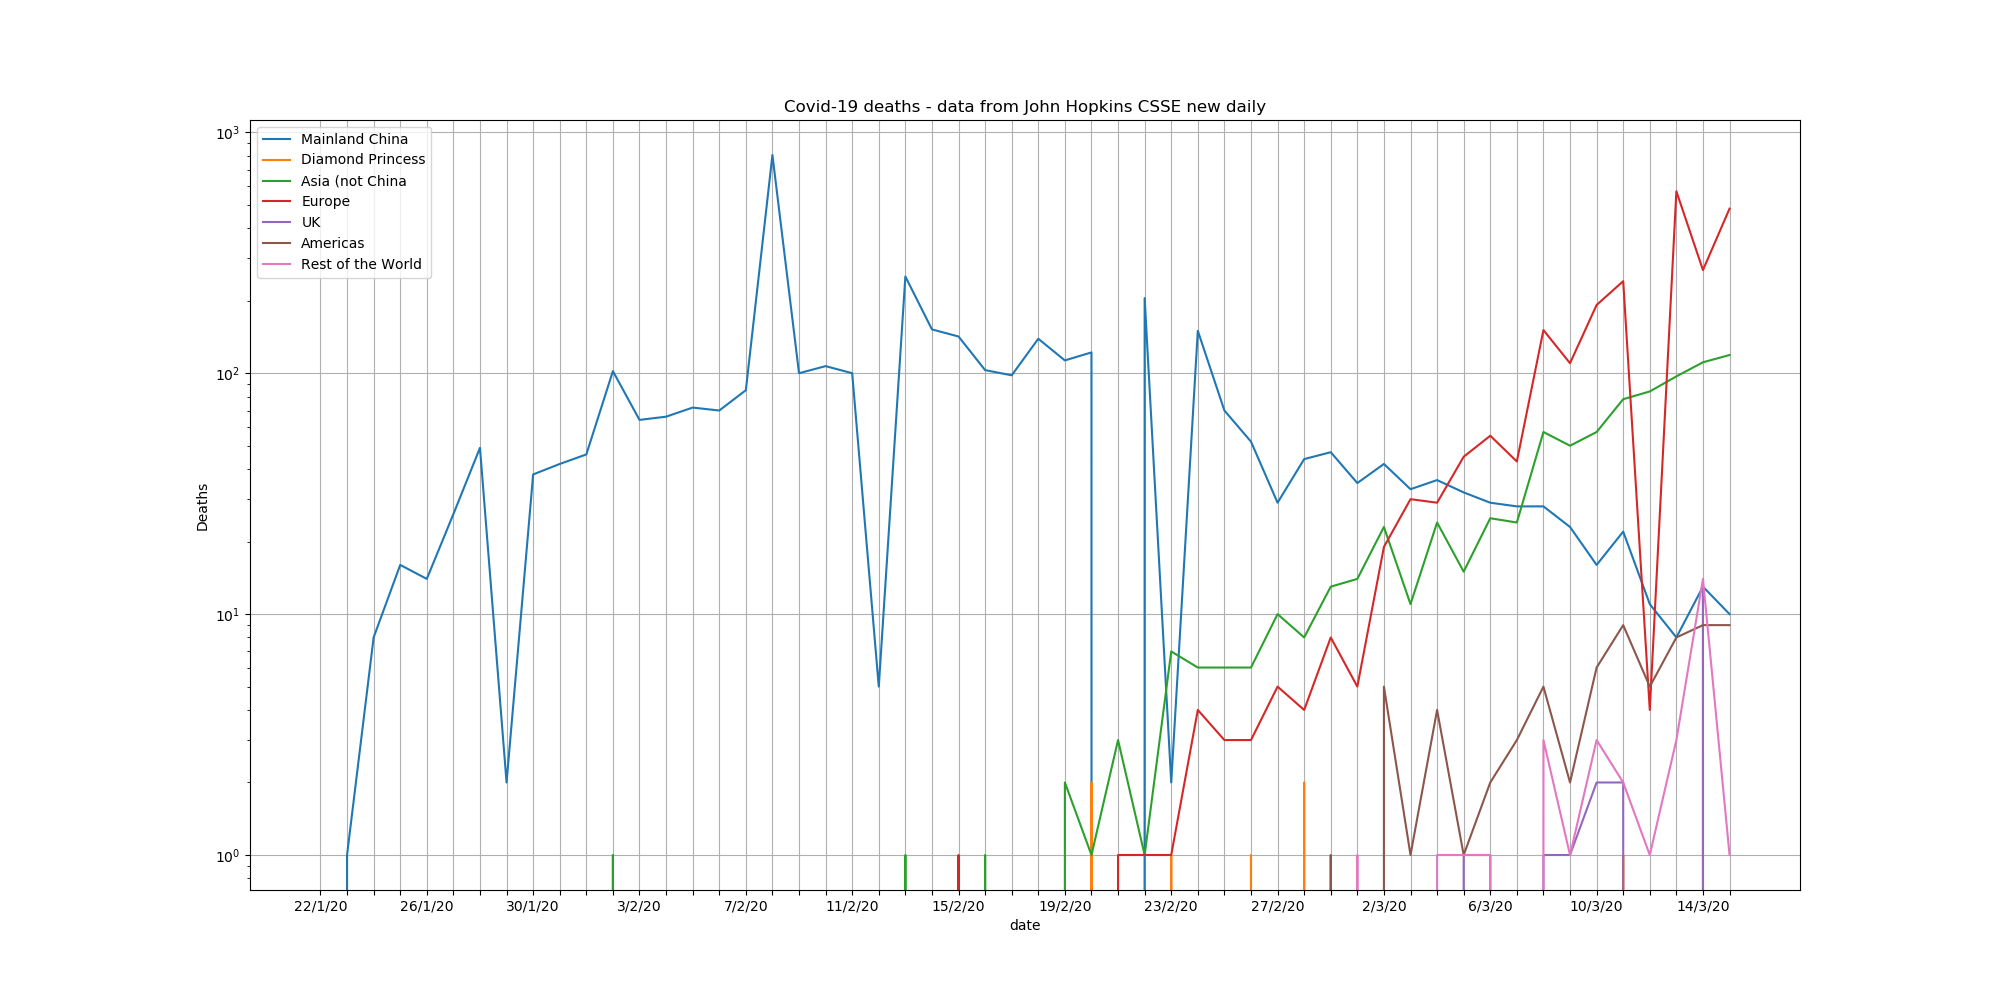 Covid-19 deaths - data from John Hopkins CSSE new daily
10³
Mainland China
Diamond Princess
Asia (not China
Europe
UK
Americas
Rest of the World
10²
Deaths
10¹
10⁰
22/1/20 26/1/20 30/1/20 3/2/20 7/2/20 11/2/20 15/2/20 19/2/20 23/2/20 27/2/20 2/3/20 6/3/20 10/3/20 14/3/20
date